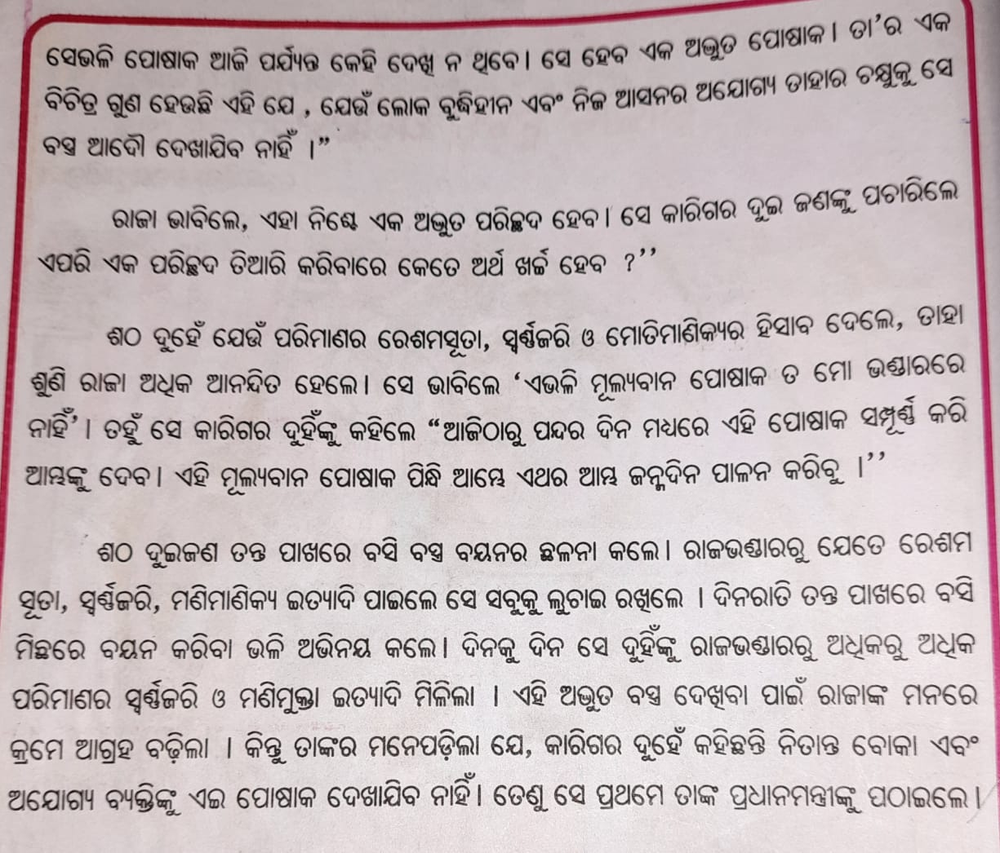 ସେଭଳି ପୋଷାକ ଆଜି ପର୍ଯ୍ୟନ୍ତ କେହି ଦେଖି ନ ଥିବେ। ସେ ହେବ ଏକ ଅଦ୍ଭୁତ ପୋଷାକ। ତା'ର ଏକ
ବିଚିତ୍ର ଗୁଣ ହେଉଛି ଏହି ଯେ , ଯେଉଁ ଲୋକ ବୁଦ୍ଧିହୀନ ଏବଂ ନିଜ ଆସନର ଅଯୋଗ୍ୟ ତାହାର ଚକ୍ଷୁକୁ ସେ
ବସ୍ତ୍ର ଆଦୌ ଦେଖାଯିବ ନାହିଁ ।”
ରାଜା ଭାବିଲେ, ଏହା ନିଶ୍ଚେ ଏକ ଅଦ୍ଭୁତ ପରିଚ୍ଛଦ ହେବ। ସେ କାରିଗର ଦୁଇ ଜଣଙ୍କୁ ପଚାରିଲେ
ଏପରି ଏକ ପରିଚ୍ଛଦ ତିଆରି କରିବାରେ କେତେ ଅର୍ଥ ଖର୍ଚ୍ଚ ହେବ ?’’
ଶଠ ଦୁହେଁ ଯେଉଁ ପରିମାଣର ରେଶମସୂତା, ସ୍ୱର୍ଣ୍ଣଜରି ଓ ମୋତିମାଣିକ୍ୟର ହିସାବ ଦେଲେ, ତାହା
ଶୁଣି ରାଜା ଅଧିକ ଆନନ୍ଦିତ ହେଲେ। ସେ ଭାବିଲେ ‘ଏଭଳି ମୂଲ୍ୟବାନ ପୋଷାକ ତ ମୋ ଭଣ୍ଡାରରେ
ନାହିଁ’। ତହୁଁ ସେ କାରିଗର ଦୁହିଁଙ୍କୁ କହିଲେ “ଆଜିଠାରୁ ପନ୍ଦର ଦିନ ମଧ୍ୟରେ ଏହି ପୋଷାକ ସମ୍ପୂର୍ଣ୍ଣ କରି
ଆମ୍ଭଙ୍କୁ ଦେବ। ଏହି ମୂଲ୍ୟବାନ ପୋଷାକ ପିନ୍ଧି ଆମ୍ଭେ ଏଥର ଆମ୍ଭ ଜନ୍ମଦିନ ପାଳନ କରିବୁ ।’’
ଶଠ ଦୁଇଜଣ ତନ୍ତ ପାଖରେ ବସି ବସ୍ତ୍ର ବୟନର ଛଳନା କଲେ। ରାଜଭଣ୍ଡାରରୁ ଯେତେ ରେଶମ
ସୂତା, ସ୍ୱର୍ଣ୍ଣଜରି, ମଣିମାଣିକ୍ୟ ଇତ୍ୟାଦି ପାଇଲେ ସେ ସବୁକୁ ଲୁଚାଇ ରଖିଲେ । ଦିନରାତି ତନ୍ତ ପାଖରେ ବସି
ମିଛରେ ବୟନ କରିବା ଭଳି ଅଭିନୟ କଲେ। ଦିନକୁ ଦିନ ସେ ଦୁହିଁଙ୍କୁ ରାଜଭଣ୍ଡାରରୁ ଅଧିକରୁ ଅଧିକ
ପରିମାଣର ସ୍ୱର୍ଣ୍ଣଜରି ଓ ମଣିମୁକ୍ତା ଇତ୍ୟାଦି ମିଳିଲା । ଏହି ଅଦ୍ଭୁତ ବସ୍ତ୍ର ଦେଖିବା ପାଇଁ ରାଜାଙ୍କ ମନରେ
କ୍ରମେ ଆଗ୍ରହ ବଢ଼ିଲା । କିନ୍ତୁ ତାଙ୍କର ମନେପଡ଼ିଲା ଯେ, କାରିଗର ଦୁହେଁ କହିଛନ୍ତି ନିତାନ୍ତ ବୋକା ଏବଂ
ଅଯୋଗ୍ୟ ବ୍ୟକ୍ତିଙ୍କୁ ଏଇ ପୋଷାକ ଦେଖାଯିବ ନାହିଁ। ତେଣୁ ସେ ପ୍ରଥମେ ତାଙ୍କ ପ୍ରଧାନମନ୍ତ୍ରୀଙ୍କୁ ପଠାଇଲେ।